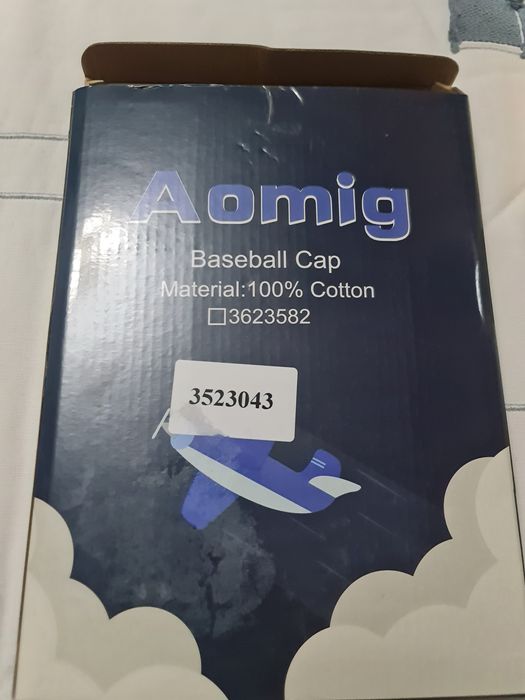 Aomig
Baseball Cap
Material:100% Cotton
☐3623582
3523043